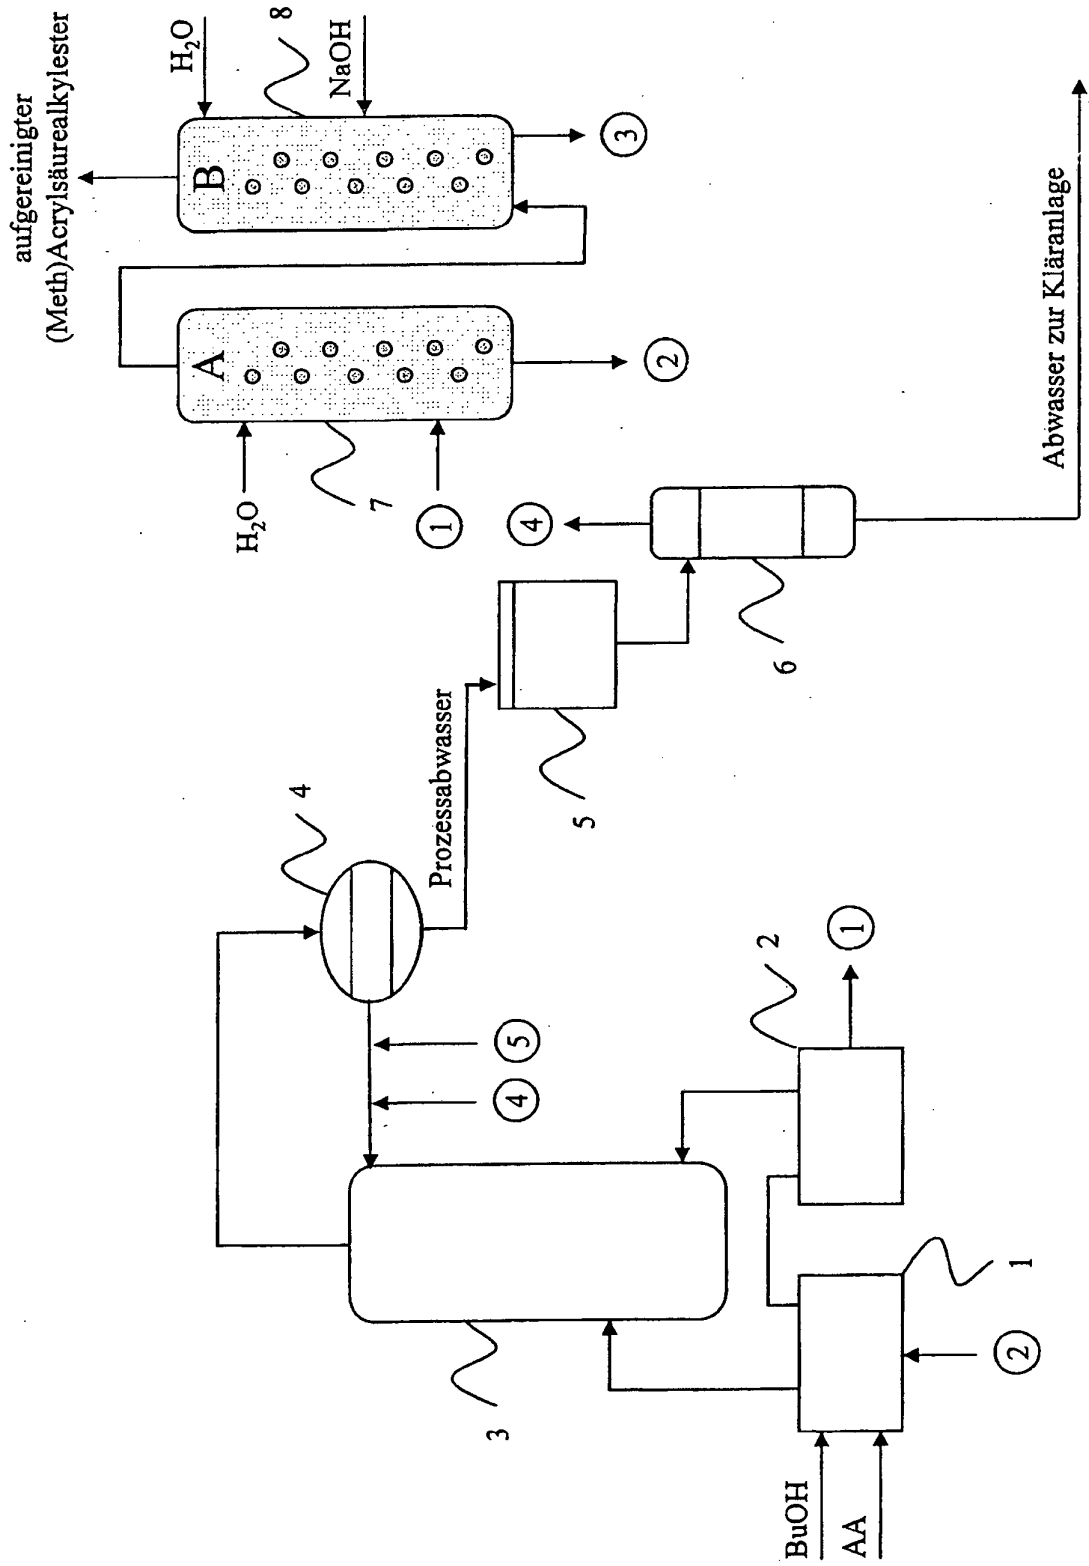 aufgereinigter
(Meth)Acrylsäurealkylester
H₂O
8
NaOH
B
3
A
2
H₂O
7
1
4
6
Abwasser zur Kläranlage
5
Prozessabwasser
4
5
4
2
1
3
1
2
BuOH
AA